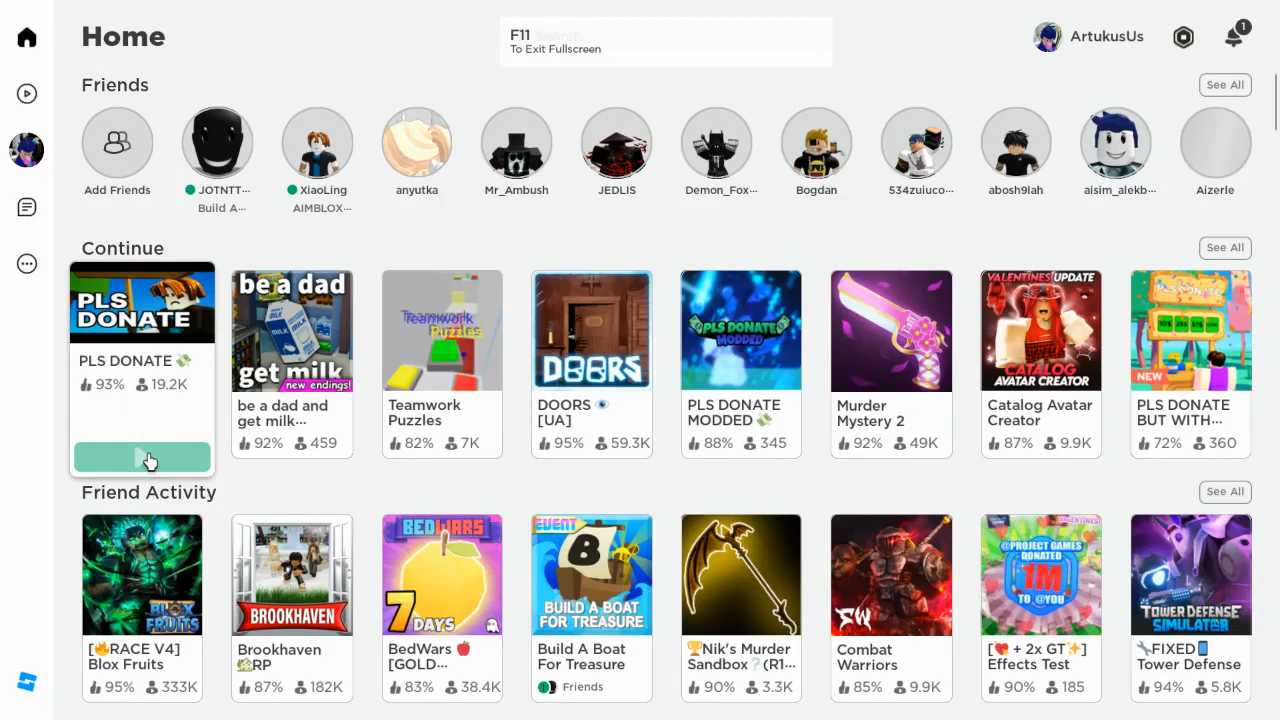 Home
F11
Search
To Exit Fullscreen
ArtukusUs
1
Friends
See All
Add Friends
JOTNTT···
XiaoLing
anyutka
Mr_Ambush
JEDLIS
Demon_Fox···
Bogdan
534zuiuco···
abosh9lah
aisim_alekb···
Aizerle
Build A···
AIMBLOX···
Continue
See All
PLS
DONATE
PLS DONATE 💸
93% 19.2K
be a dad
get milk
new endings!
be a dad and
get milk···
92% 459
Teamwork
Puzzles
Teamwork
Puzzles
82% 7K
DOORS
DOORS 👁️
[UA]
95% 59.3K
PLS DONATE
MODDED
PLS DONATE
MODDED 💸
88% 345
Murder
Mystery 2
92% 49K
VALENTINES UPDATE
CATALOG
AVATAR CREATOR
Catalog Avatar
Creator
87% 9.9K
PLS DONATE
NEW
PLS DONATE
BUT WITH···
72% 360
Friend Activity
See All
BLOX
FRUITS
[🔥RACE V4]
Blox Fruits
95% 333K
BROOKHAVEN
Brookhaven
🏡RP
87% 182K
BEDWARS
7
DAYS
BedWars 🍎
[GOLD···
83% 38.4K
EVENT
B
BUILD A BOAT
FOR TREASURE
Build A Boat
For Treasure
Friends
🏆Nik's Murder
Sandbox❔(R1···
90% 3.3K
FW
Combat
Warriors
85% 9.9K
@PROJECT GAMES
DONATED
1M
TO @YOU
[💘 + 2x GT✨]
Effects Test
90% 185
TOWER DEFENSE
SIMULATOR
🔧FIXED📱
Tower Defense
94% 5.8K